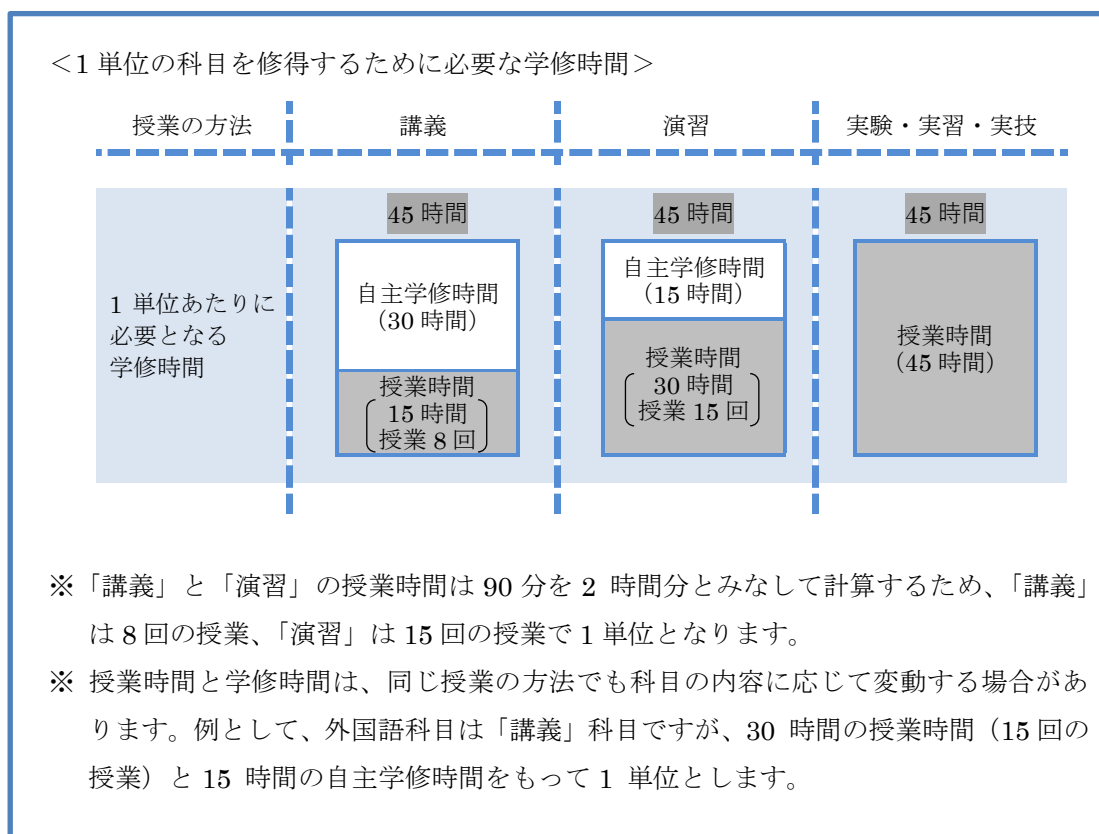 ＜1 単位の科目を修得するために必要な学修時間＞
授業の方法
講義
演習
実験・実習・実技
1 単位あたりに
必要となる
学修時間
45 時間
自主学修時間
（30 時間）
授業時間
15 時間
授業 8 回
45 時間
自主学修時間
（15 時間）
授業時間
30 時間
授業 15 回
45 時間
授業時間
（45 時間）
※「講義」と「演習」の授業時間は 90 分を 2 時間分とみなして計算するため、「講義」
は 8 回の授業、「演習」は 15 回の授業で 1 単位となります。
※ 授業時間と学修時間は、同じ授業の方法でも科目の内容に応じて変動する場合があ
ります。例として、外国語科目は「講義」科目ですが、30 時間の授業時間（15 回の
授業）と 15 時間の自主学修時間をもって 1 単位とします。